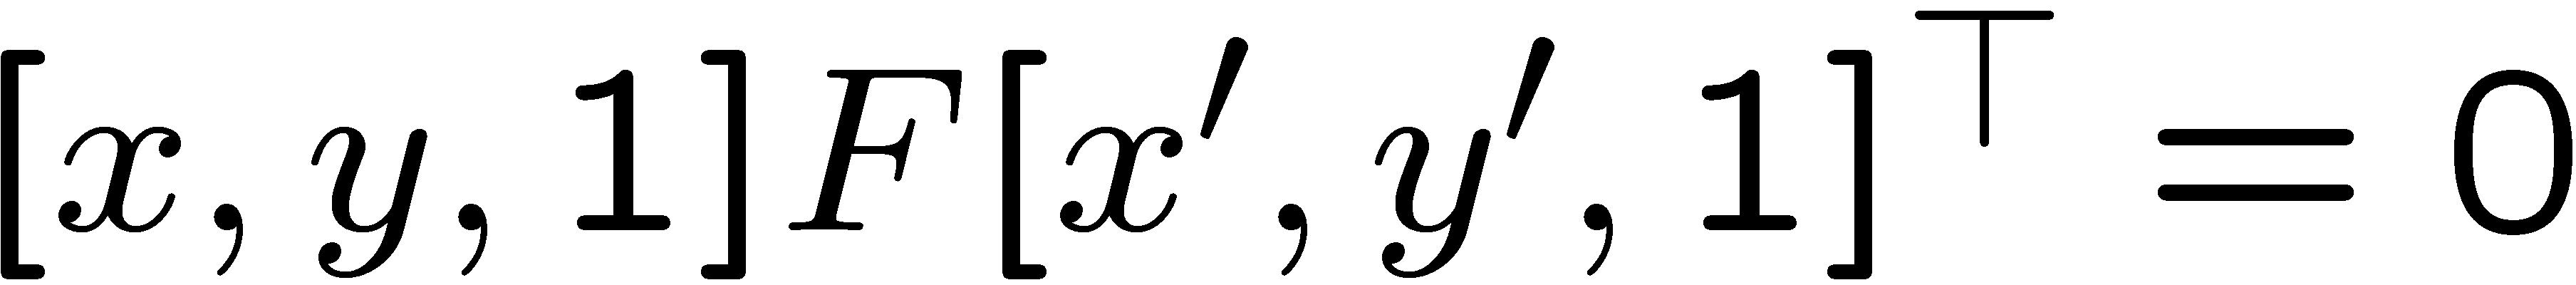 [x, y, 1]F[x′, y′, 1]⊤ = 0